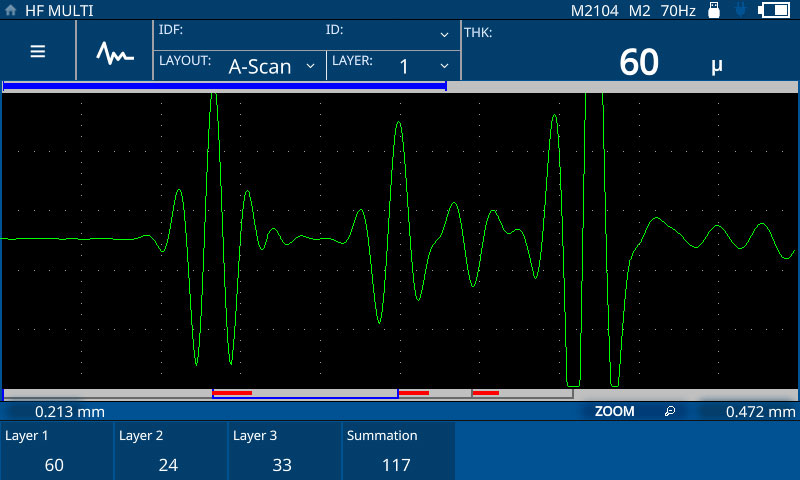 HF MULTI
M2104 M2 70Hz
IDF: ID:
THK:
LAYOUT: A-Scan LAYER: 1
60 µ
0.213 mm ZOOM 0.472 mm
Layer 1 Layer 2 Layer 3 Summation
60 24 33 117